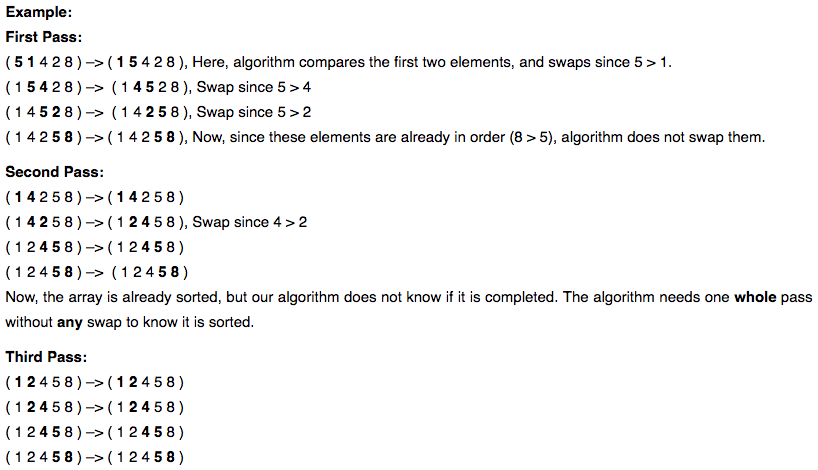 Example:
First Pass:
( 5 1 4 2 8 ) –> ( 1 5 4 2 8 ), Here, algorithm compares the first two elements, and swaps since 5 > 1.
( 1 5 4 2 8 ) –> ( 1 4 5 2 8 ), Swap since 5 > 4
( 1 4 5 2 8 ) –> ( 1 4 2 5 8 ), Swap since 5 > 2
( 1 4 2 5 8 ) –> ( 1 4 2 5 8 ), Now, since these elements are already in order (8 > 5), algorithm does not swap them.
Second Pass:
( 1 4 2 5 8 ) –> ( 1 4 2 5 8 )
( 1 4 2 5 8 ) –> ( 1 2 4 5 8 ), Swap since 4 > 2
( 1 2 4 5 8 ) –> ( 1 2 4 5 8 )
( 1 2 4 5 8 ) –> ( 1 2 4 5 8 )
Now, the array is already sorted, but our algorithm does not know if it is completed. The algorithm needs one whole pass
without any swap to know it is sorted.
Third Pass:
( 1 2 4 5 8 ) –> ( 1 2 4 5 8 )
( 1 2 4 5 8 ) –> ( 1 2 4 5 8 )
( 1 2 4 5 8 ) –> ( 1 2 4 5 8 )
( 1 2 4 5 8 ) –> ( 1 2 4 5 8 )